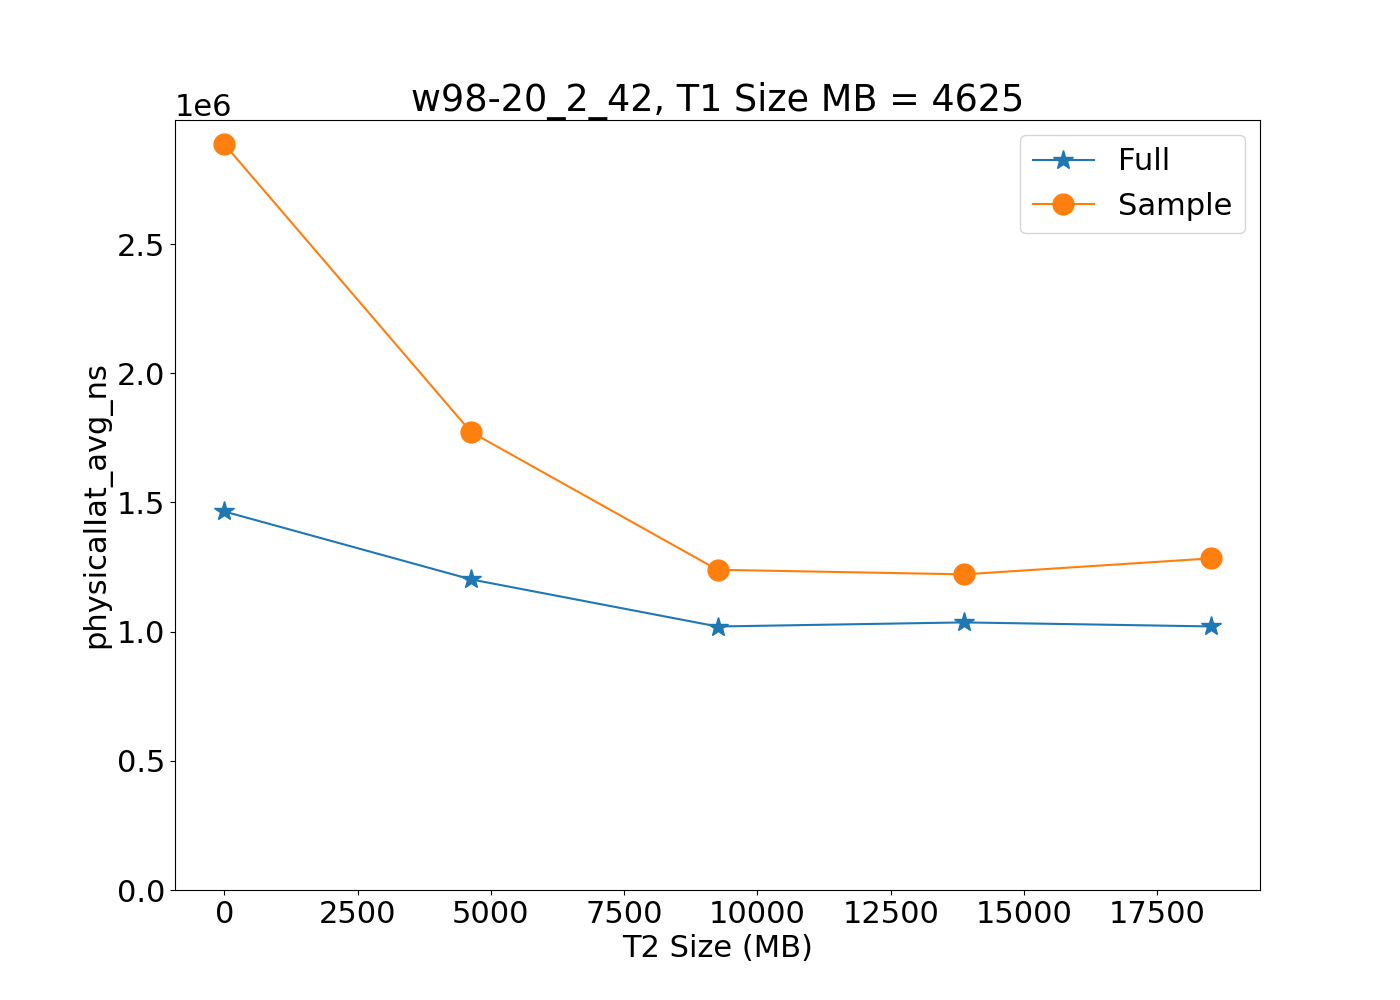 w98-20_2_42, T1 Size MB = 4625
1e6
Full
Sample
2.5
2.0
1.5
1.0
0.5
0.0
physicallat_avg_ns
0 2500 5000 7500 10000 12500 15000 17500
T2 Size (MB)